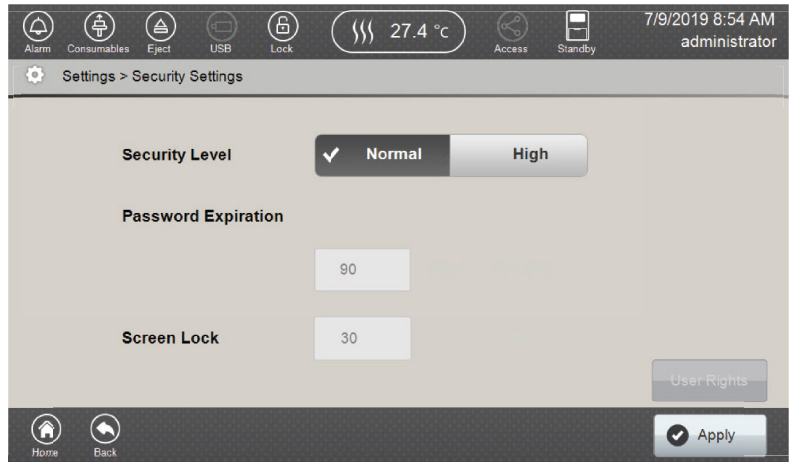 7/9/2019 8:54 AM
27.4 °c
administrator
Alarm Consumables Eject USB Lock Access Standby
Settings > Security Settings
Security Level Normal High
Password Expiration
90
Screen Lock 30
User Rights
Apply
Home Back